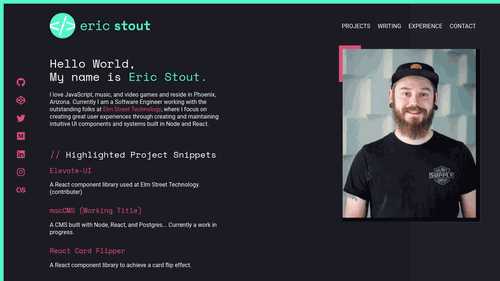 eric stout
PROJECTS WRITING EXPERIENCE CONTACT
Hello World,
My name is Eric Stout.
I love JavaScript, music, and video games and reside in Phoenix,
Arizona. Currently I am a Software Engineer working with the
outstanding folks at Elm Street Technology, where I focus on
creating great user experiences through creating and maintaining
intuitive UI components and systems built in Node and React.
// Highlighted Project Snippets
Elevate-UI
A React component library used at Elm Street Technology.
(contributer)
macCMS (Working Title)
A CMS built with Node, React, and Postgres... Currently a work in
progress.
React Card Flipper
A React component library to achieve a card flip effect.
SUPPLY